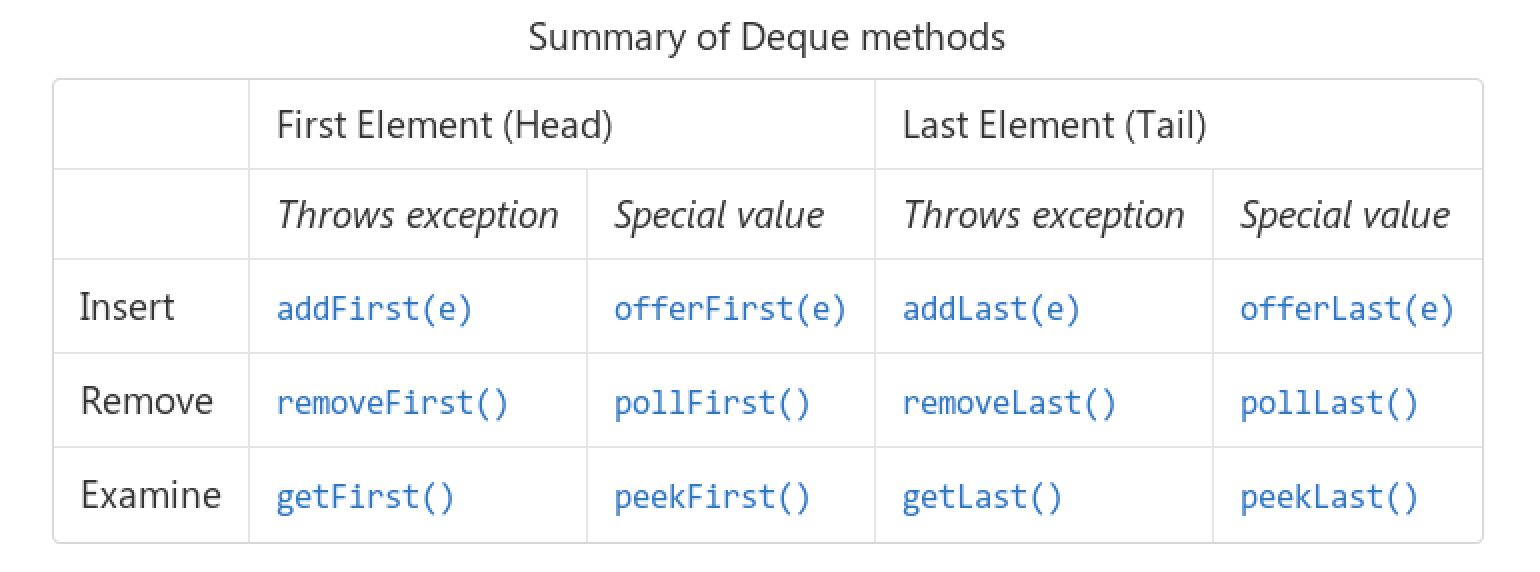 Summary of Deque methods
First Element (Head) Last Element (Tail)
Throws exception Special value Throws exception Special value
Insert addFirst(e) offerFirst(e) addLast(e) offerLast(e)
Remove removeFirst() pollFirst() removeLast() pollLast()
Examine getFirst() peekFirst() getLast() peekLast()